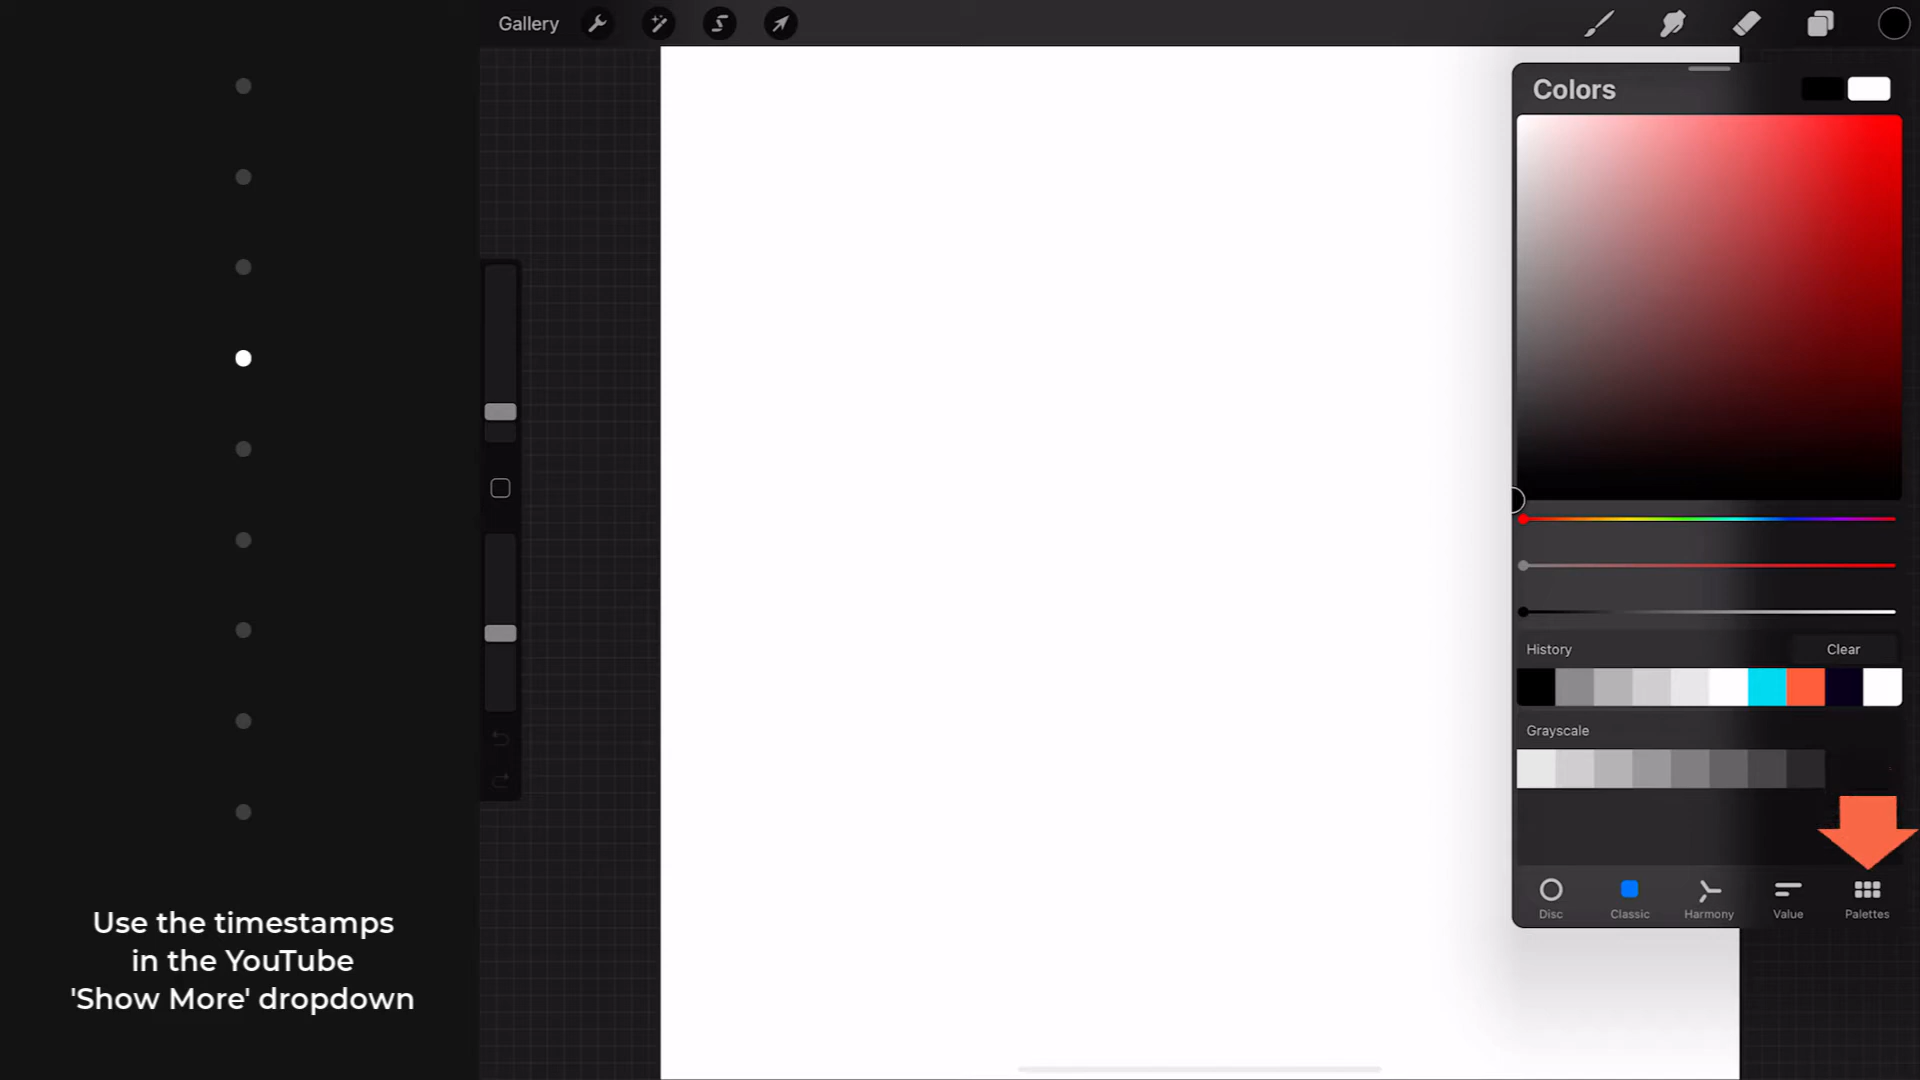 Gallery
Colors
History
Clear
Grayscale
Disc
Classic
Harmony
Value
Palettes
Use the timestamps
in the YouTube
'Show More' dropdown